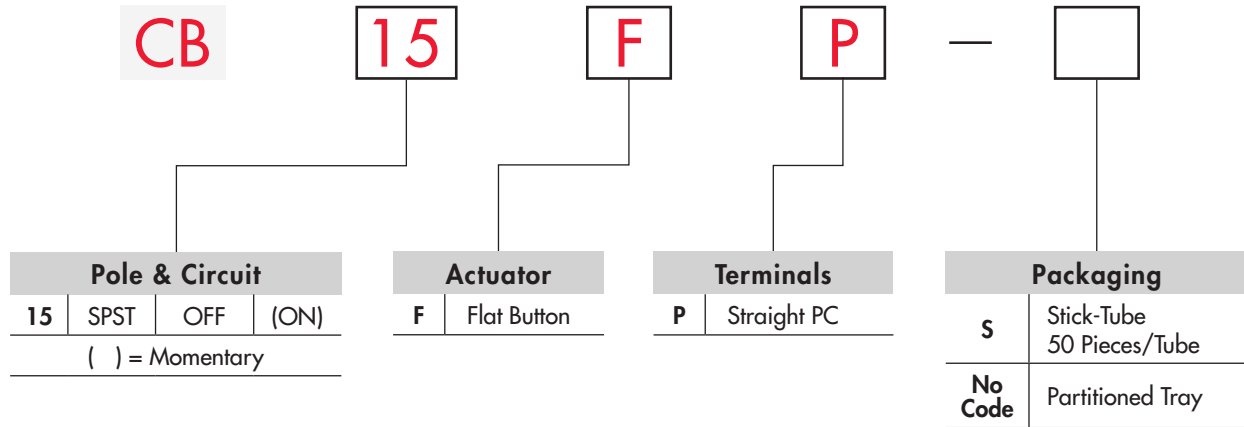 CB 15 F P —
Pole & Circuit
15 SPST OFF (ON)
( ) = Momentary
Actuator
F Flat Button
Terminals
P Straight PC
Packaging
S Stick-Tube
50 Pieces/Tube
No
Code Partitioned Tray